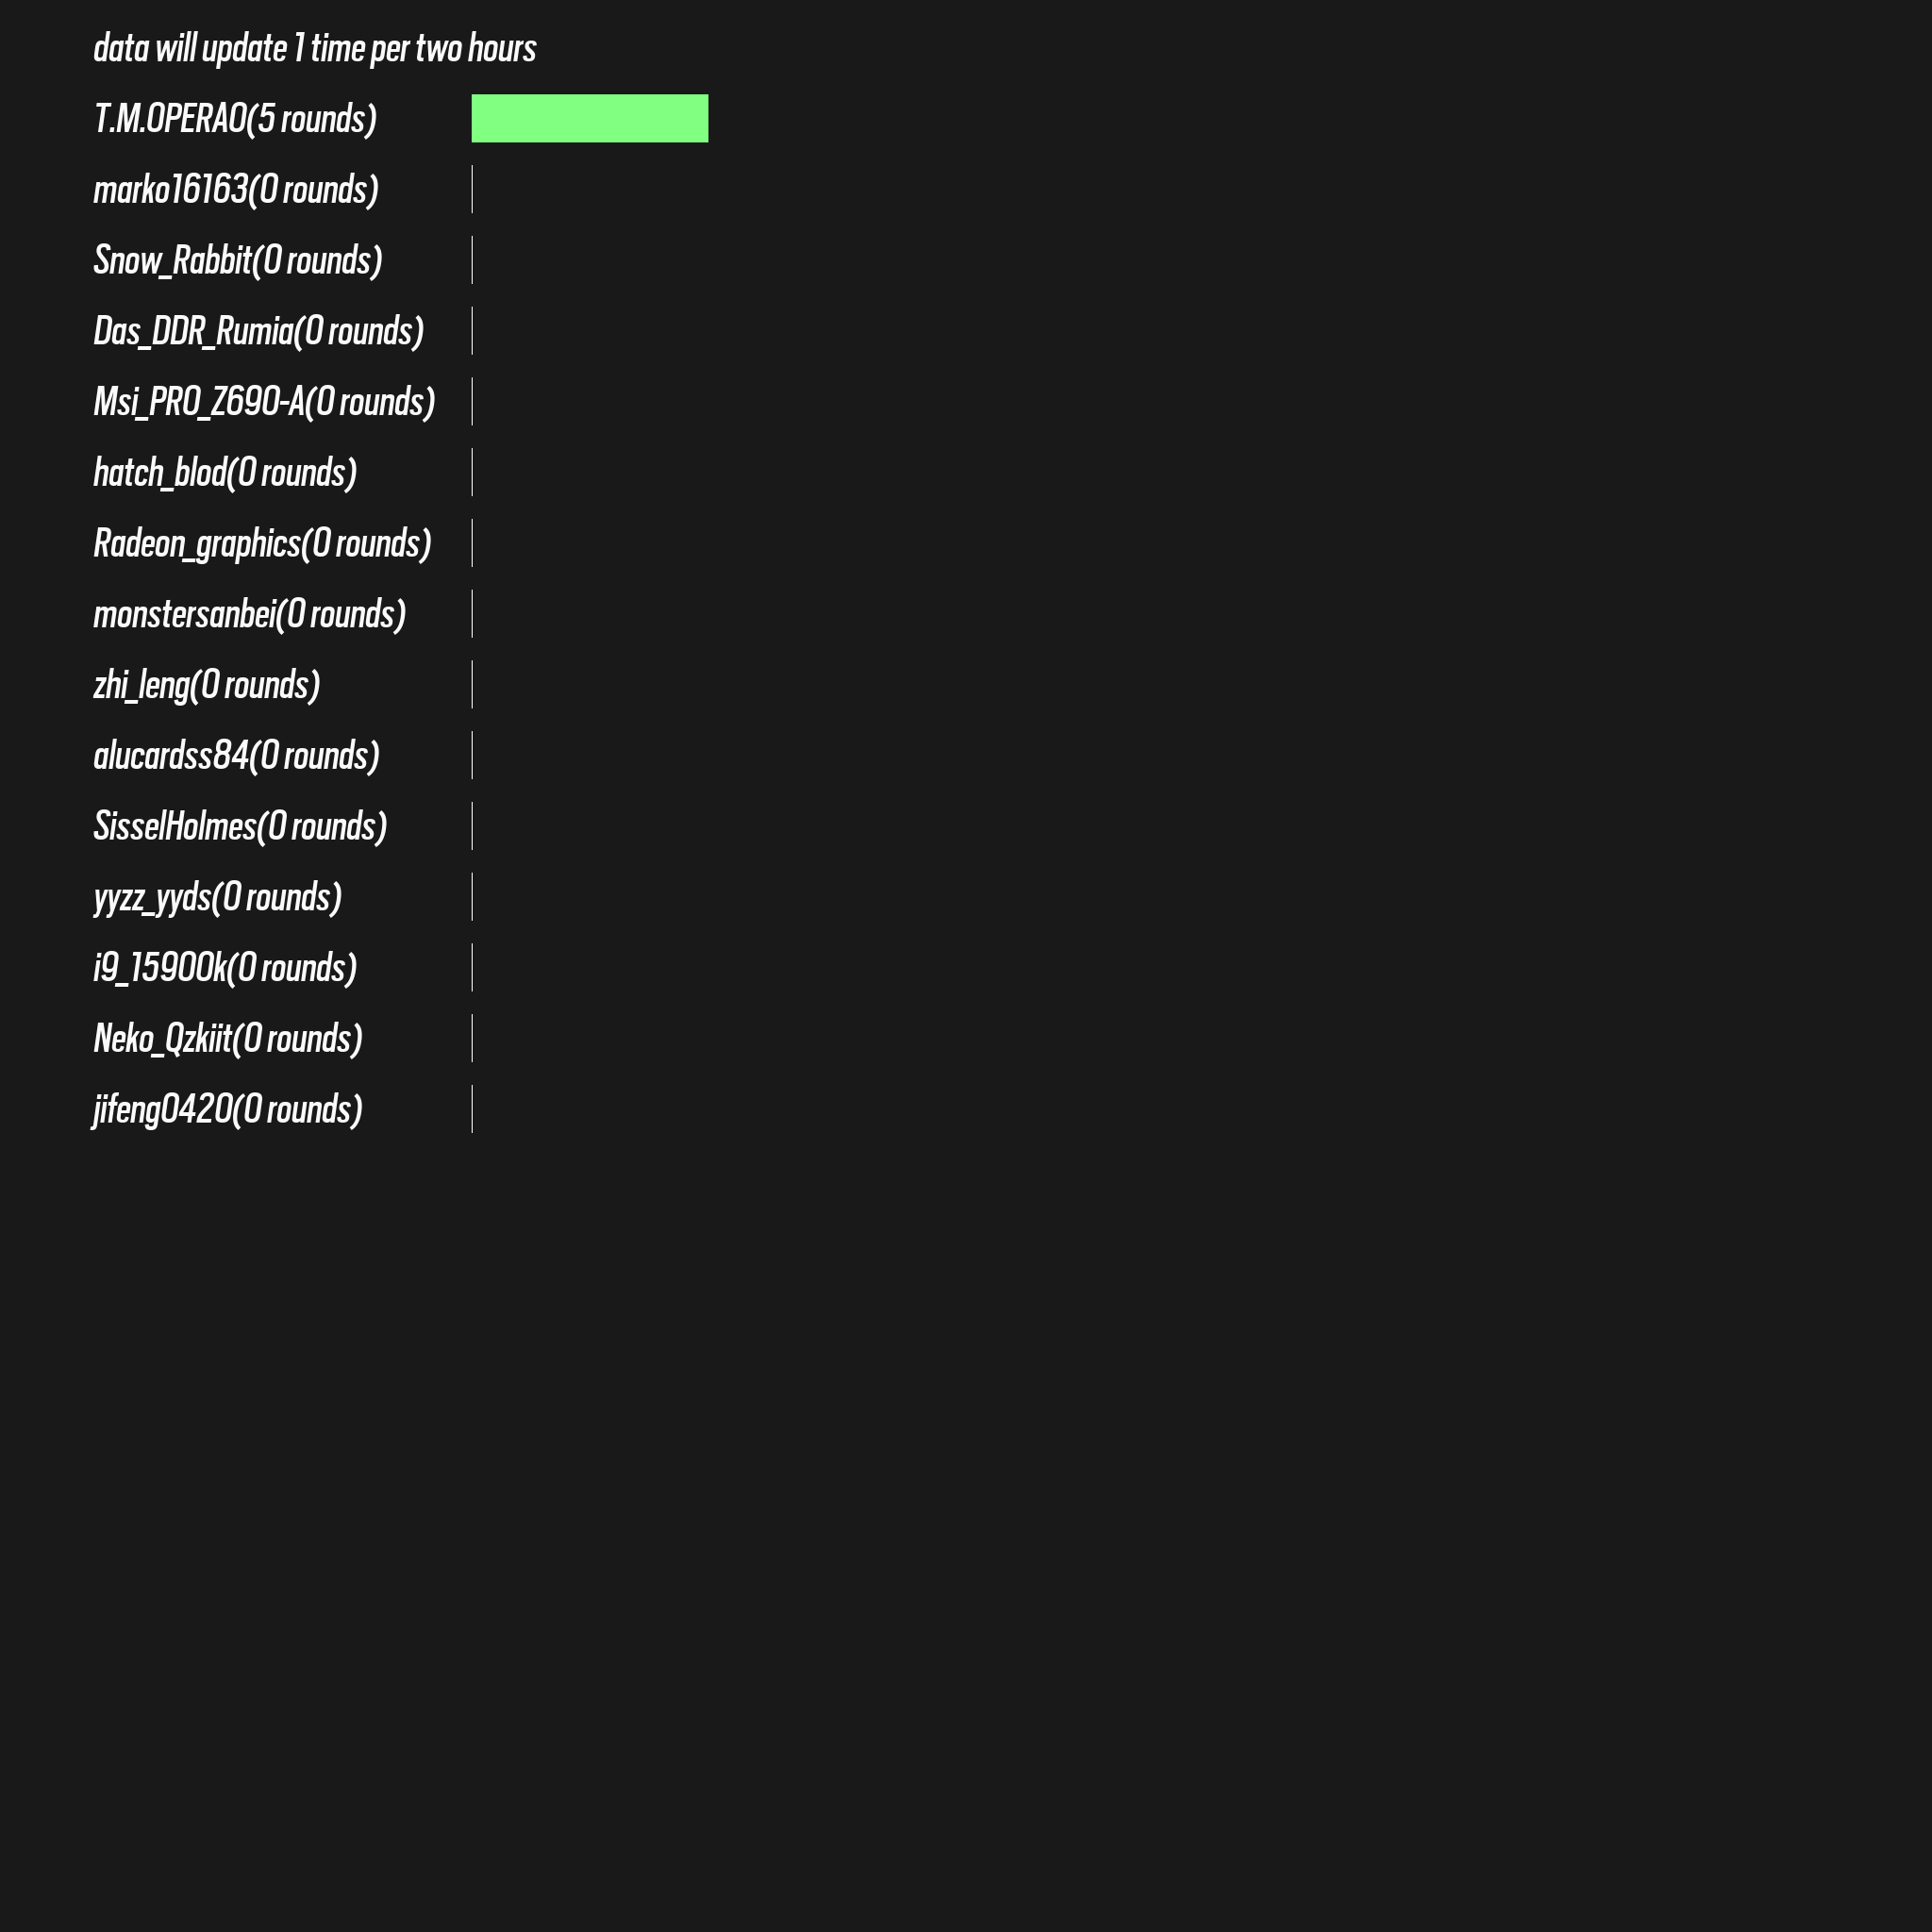 data will update 1 time per two hours
T.M.OPERAO(5 rounds)
marko16163(0 rounds)
Snow_Rabbit(0 rounds)
Das_DDR_Rumia(0 rounds)
Msi_PRO_Z690-A(0 rounds)
hatch_blod(0 rounds)
Radeon_graphics(0 rounds)
monstersanbei(0 rounds)
zhi_leng(0 rounds)
alucardss84(0 rounds)
SisselHolmes(0 rounds)
yyzz_yyds(0 rounds)
i9_15900k(0 rounds)
Neko_Qzkiit(0 rounds)
jifeng0420(0 rounds)